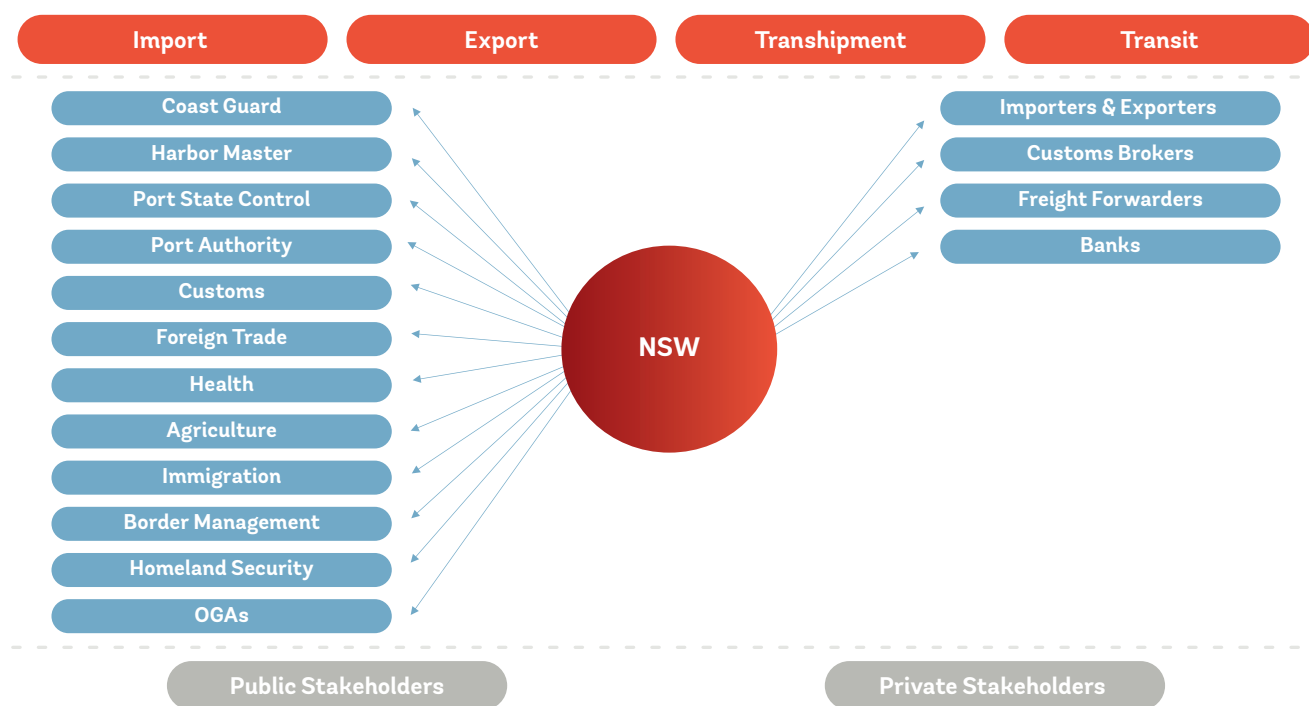 Import
Export
Transhipment
Transit
Coast Guard
Harbor Master
Port State Control
Port Authority
Customs
Foreign Trade
Health
Agriculture
Immigration
Border Management
Homeland Security
OGAs
NSW
Importers & Exporters
Customs Brokers
Freight Forwarders
Banks
Public Stakeholders
Private Stakeholders